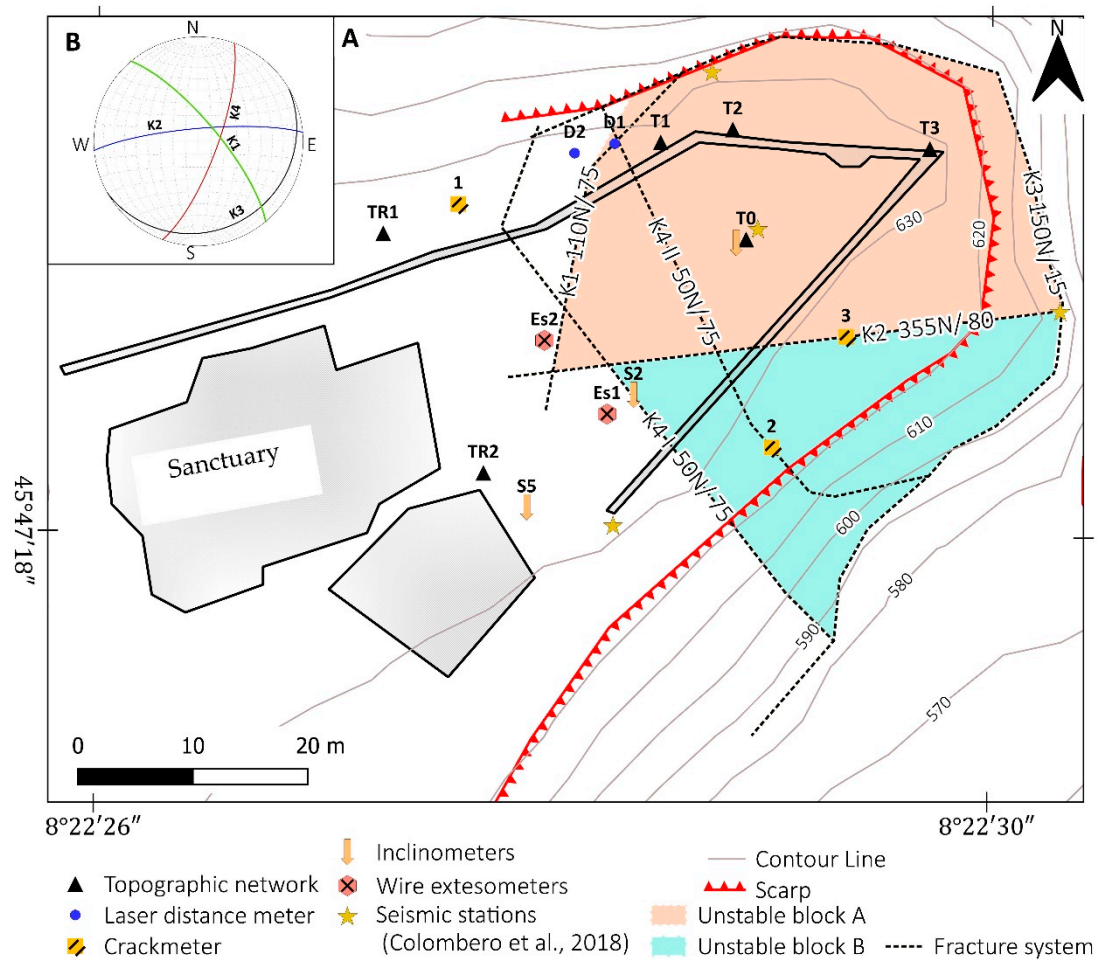 B
N
K4
K2
K1
W
E
K3
S
A
N
T2
D1
T1
D2
T3
1
TR1
T0
630
620
K3 150N/ 15
K1 110N/ 75
K4 II 50N/ 75
Es2
3
K2 355N/ 80
S2
Es1
K4 I 50N/ 75
2
610
Sanctuary
TR2
S5
600
580
590
570
45°47'18"
0 10 20 m
8°22'26" 8°22'30"
Inclinometers
Contour Line
Topographic network
Wire extesometers
Scarp
Laser distance meter
Seismic stations
(Colombero et al., 2018)
Unstable block A
Crackmeter
Unstable block B
Fracture system